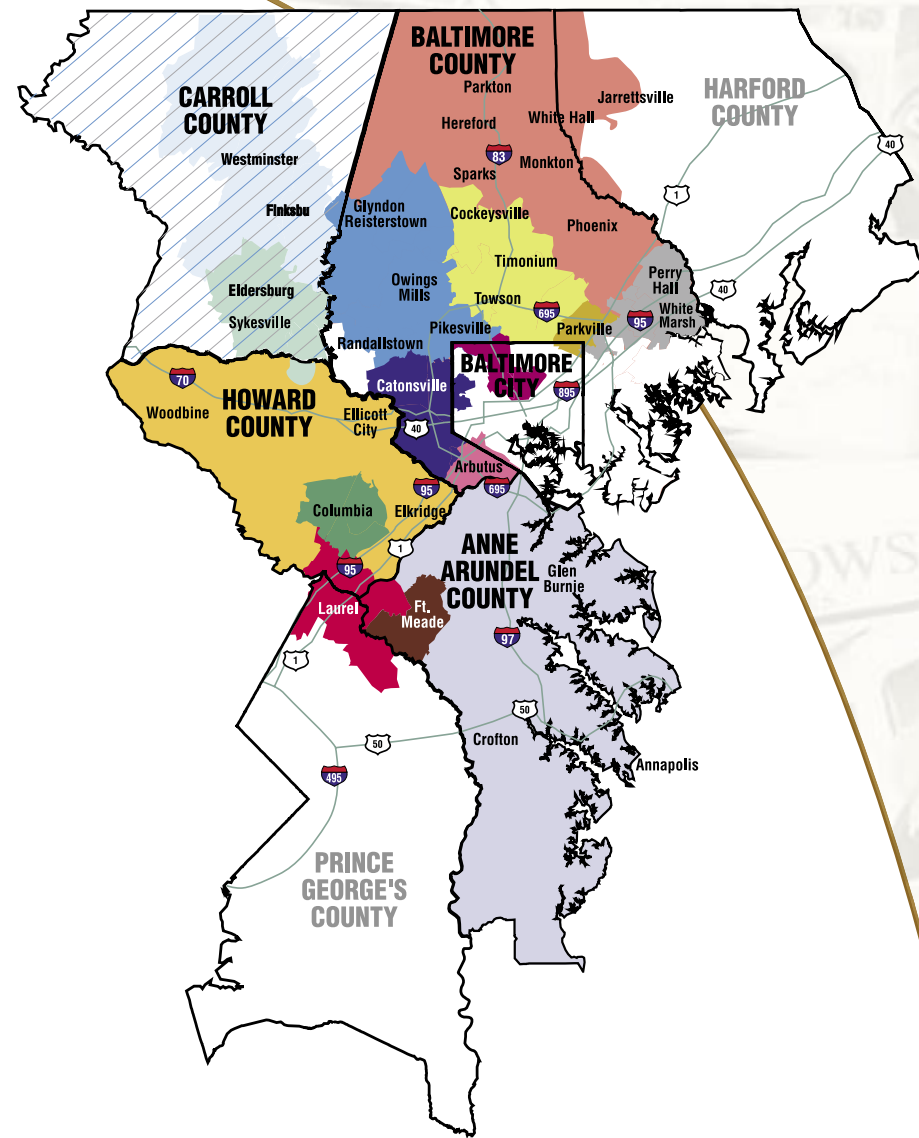 BALTIMORE
COUNTY
Parkton
Jarrettsville
HARFORD
COUNTY
CARROLL
COUNTY
Hereford
White Hall
40
83
Monkton
Westminster
Sparks
1
Finksbu
Glyndon
Reisterstown
Cockeysville
Phoenix
Timonium
Eldersburg
Owings
Mills
Perry
Hall
40
Towson
695
95
White
Marsh
Sykesville
Pikesville
Parkville
Randallstown
BALTIMORE
CITY
70
Catonsville
895
HOWARD
COUNTY
Woodbine
Ellicott
City
40
Arbutus
95
695
Columbia
Elkridge
1
ANNE
ARUNDEL
COUNTY
95
Glen
Burnie
Laurel
Ft.
Meade
97
1
50
Crofton
50
Annapolis
495
PRINCE
GEORGE'S
COUNTY
OWS